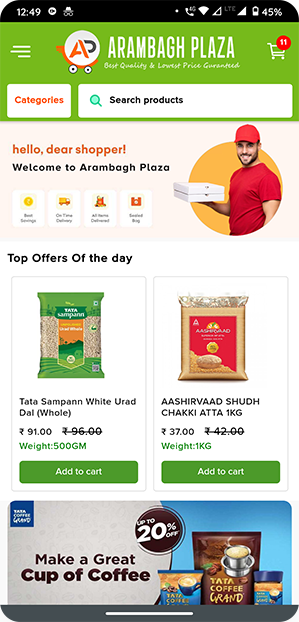 12:49 4G LTE 45%
AP ARAMBAGH PLAZA 11
Best Quality & Lowest Price Guranteed
Categories Search products
hello, dear shopper!
Welcome to Arambagh Plaza
Best Savings
On Time Delivery
All Items Delivered
Sealed Bag
Top Offers Of the day
TATA
sampann
Urad Whole
AASHIRVAAD
Tata Sampann White Urad
Dal (Whole)
₹ 91.00 ₹ 96.00
Weight:500GM
Add to cart
AASHIRVAAD SHUDH
CHAKKI ATTA 1KG
₹ 37.00 ₹ 42.00
Weight:1KG
Add to cart
TATA
COFFEE
GRAND
UP TO
20%
OFF
Make a Great
Cup of Coffee
TATA
COFFEE
GRAND